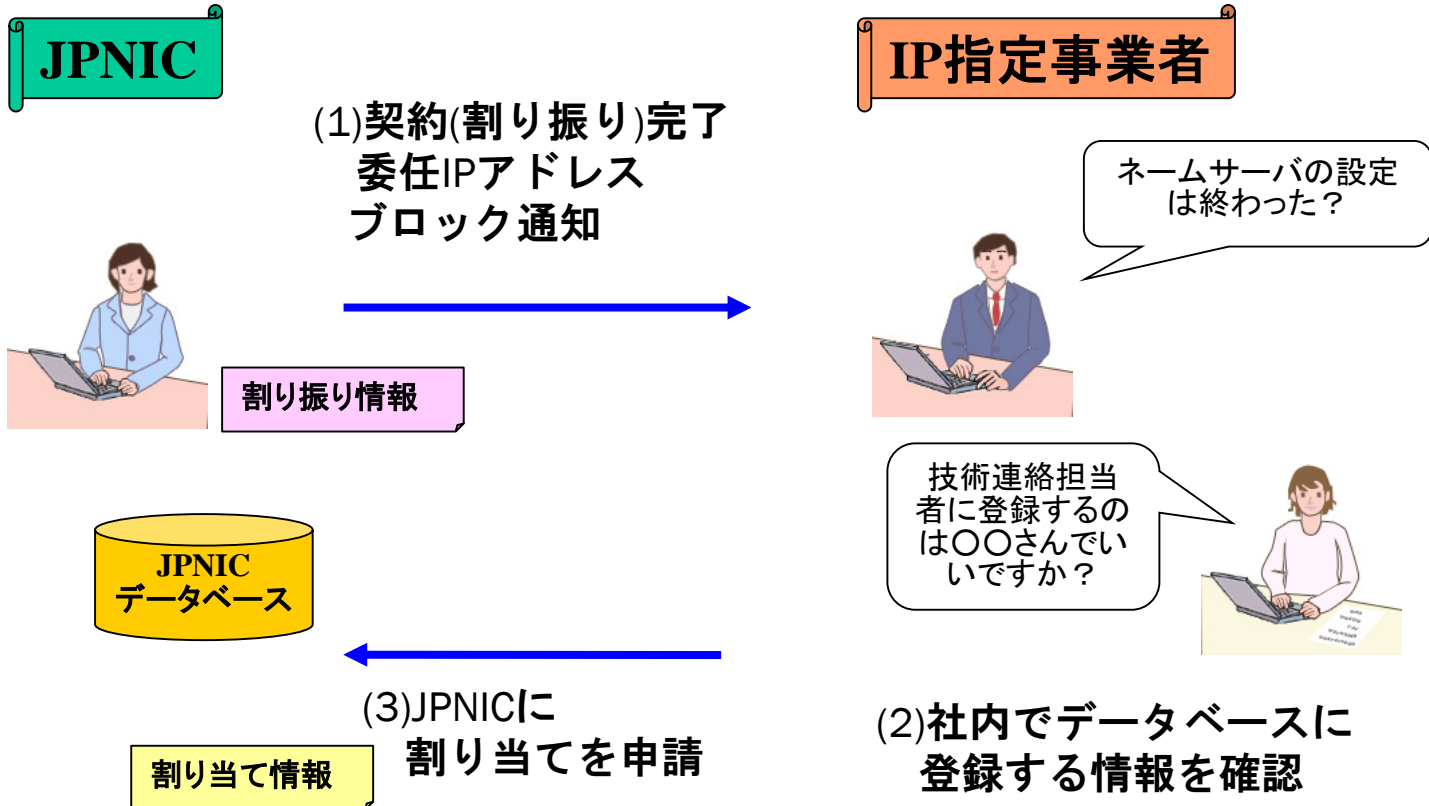 JPNIC
IP指定事業者
(1)契約(割り振り)完了
委任IPアドレス
ブロック通知
ネームサーバの設定
は終わった？
割り振り情報
技術連絡担当
者に登録するの
は〇〇さんでい
いですか？
JPNIC
データベース
(3)JPNICに
割り当てを申請
(2)社内でデータベースに
登録する情報を確認
割り当て情報